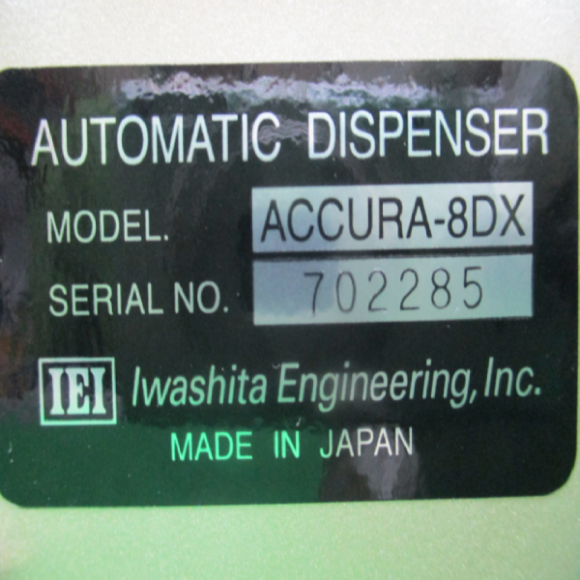 AUTOMATIC DISPENSER
MODEL. ACCURA-8DX
SERIAL NO. 702285
IEI Iwashita Engineering, Inc.
MADE IN JAPAN